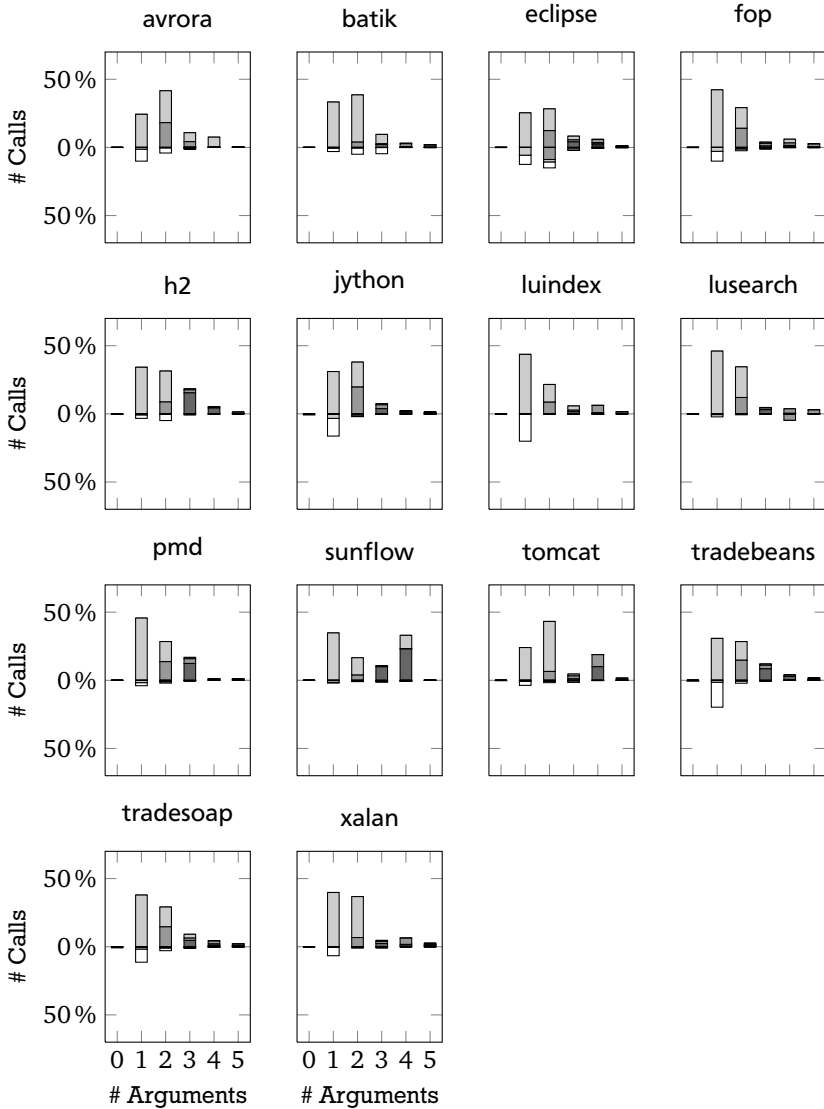 avrora batik eclipse fop
50 %
0 %
50 %
# Calls
h2 jython luindex lusearch
50 %
0 %
50 %
# Calls
pmd sunflow tomcat tradebeans
50 %
0 %
50 %
# Calls
tradesoap xalan
50 %
0 %
50 %
# Calls
0 1 2 3 4 5 0 1 2 3 4 5
# Arguments # Arguments